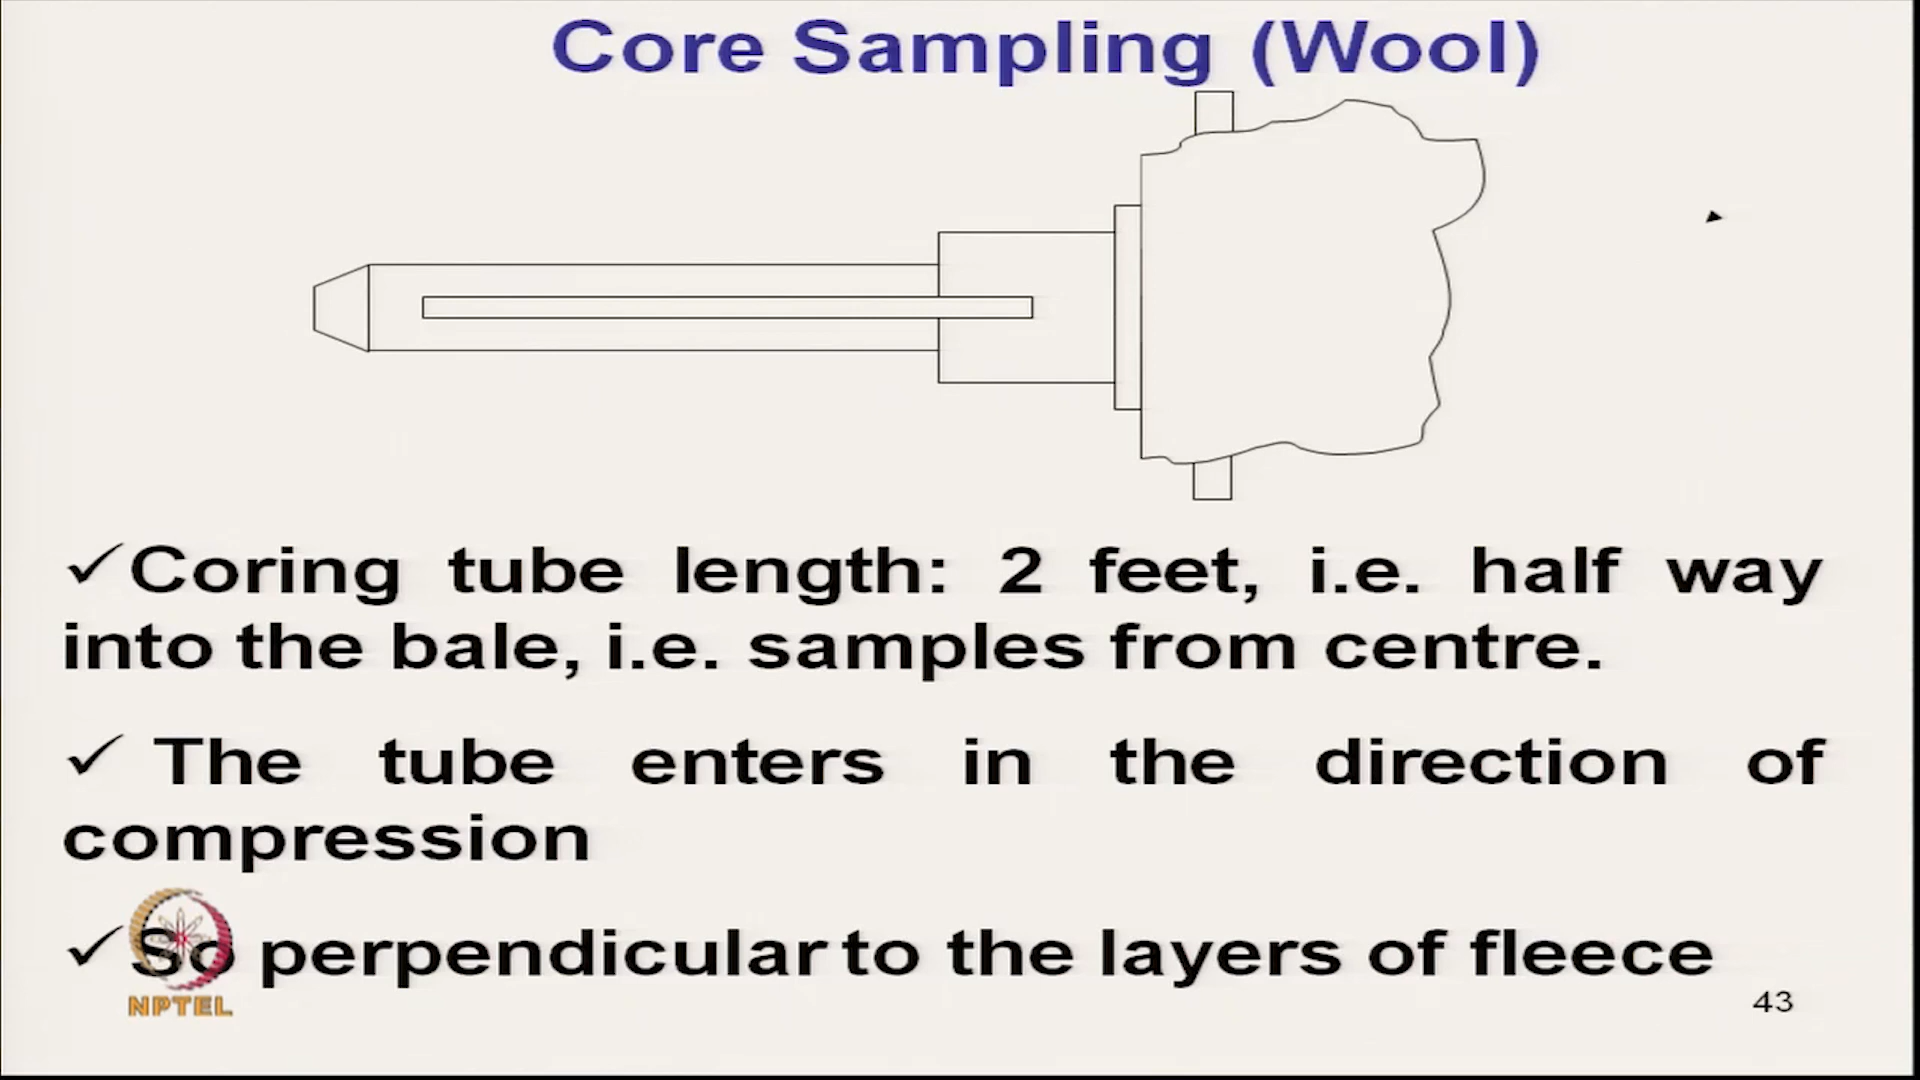 Core Sampling (Wool)
✓Coring tube length: 2 feet, i.e. half way
into the bale, i.e. samples from centre.
✓ The tube enters in the direction of
compression
✓So perpendicular to the layers of fleece
NPTEL
43